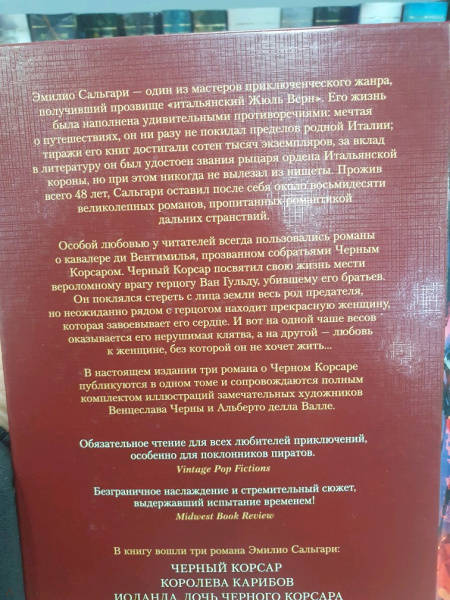 Эмилио Сальгари — один из мастеров приключенческого жанра,
получивший прозвище «итальянский Жюль Верн». Его жизнь
была наполнена удивительными противоречиями: мечтая
о путешествиях, он ни разу не покидал пределов родной Италии;
тиражи его книг достигали сотен тысяч экземпляров, за вклад
в литературу он был удостоен звания рыцаря ордена Итальянской
короны, но при этом никогда не вылезал из нищеты. Прожив
всего 48 лет, Сальгари оставил после себя около восьмидесяти
великолепных романов, пропитанных романтикой
дальних странствий.
Особой любовью у читателей всегда пользовались романы
о кавалере ди Вентимилья, прозванном собратьями Черным
Корсаром. Черный Корсар посвятил свою жизнь мести
вероломному врагу герцогу Ван Гульду, убившему его братьев.
Он поклялся стереть с лица земли весь род предателя,
но неожиданно рядом с герцогом находит прекрасную женщину,
которая завоевывает его сердце. И вот на одной чаше весов
оказывается его нерушимая клятва, а на другой — любовь
к женщине, без которой он не хочет жить...
В настоящем издании три романа о Черном Корсаре
публикуются в одном томе и сопровождаются полным
комплектом иллюстраций замечательных художников
Венцеслава Черны и Альберто делла Валле.
Обязательное чтение для всех любителей приключений,
особенно для поклонников пиратов.
Vintage Pop Fictions
Безграничное наслаждение и стремительный сюжет,
выдержавший испытание временем!
Midwest Book Review
В книгу вошли три романа Эмилио Сальгари:
ЧЕРНЫЙ КОРСАР
КОРОЛЕВА КАРИБОВ
ИОЛАНДА, ДОЧЬ ЧЕРНОГО КОРСАРА